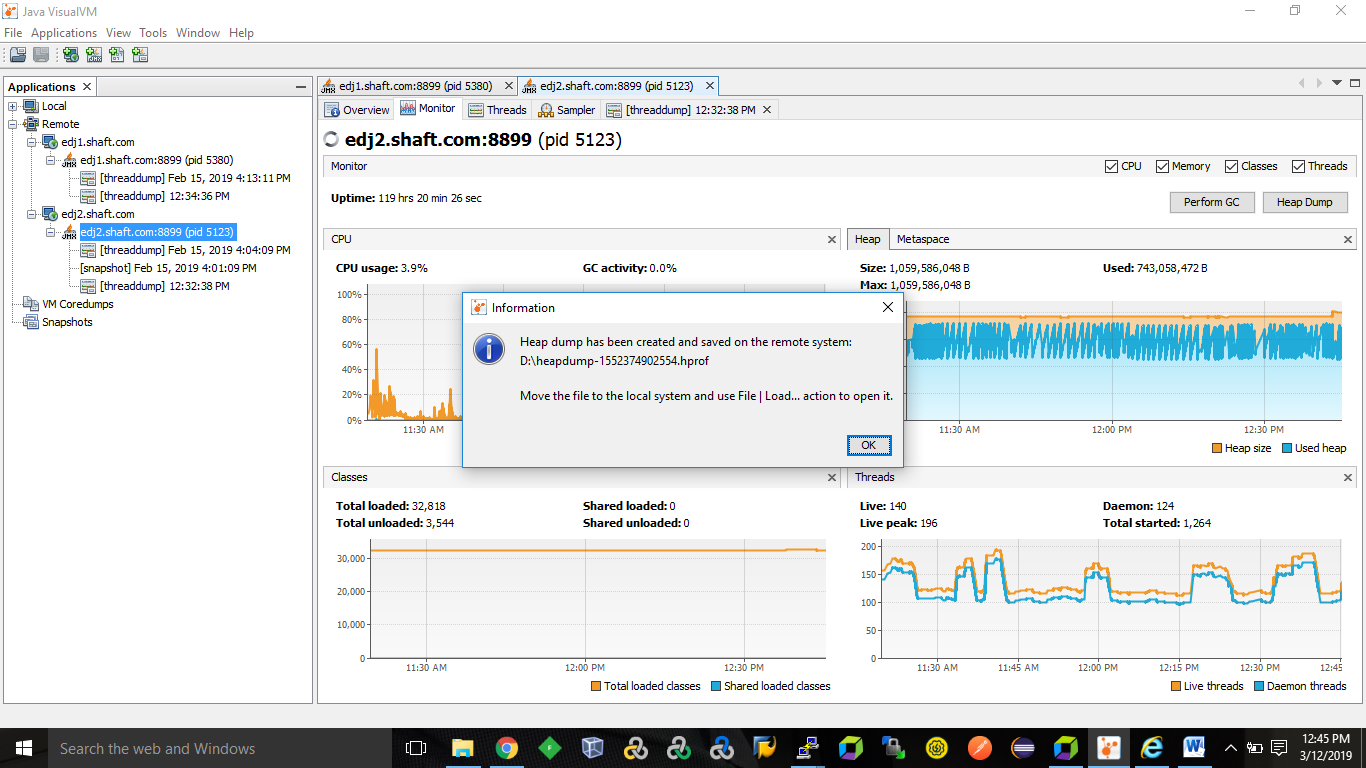 Java VisualVM
File Applications View Tools Window Help
Applications
Local
Remote
edj1.shaft.com
edj1.shaft.com:8899 (pid 5380)
[threaddump] Feb 15, 2019 4:13:11 PM
[threaddump] 12:34:36 PM
edj2.shaft.com
edj2.shaft.com:8899 (pid 5123)
[threaddump] Feb 15, 2019 4:04:09 PM
[snapshot] Feb 15, 2019 4:01:09 PM
[threaddump] 12:32:38 PM
VM Coredumps
Snapshots
edj1.shaft.com:8899 (pid 5380) edj2.shaft.com:8899 (pid 5123)
Overview Monitor Threads Sampler [threaddump] 12:32:38 PM
edj2.shaft.com:8899 (pid 5123)
Monitor CPU Memory Classes Threads
Uptime: 119 hrs 20 min 26 sec
Perform GC Heap Dump
CPU
CPU usage: 3.9% GC activity: 0.0%
100%
80%
60%
40%
20%
0%
11:30 AM
Heap Metaspace
Size: 1,059,586,048 B Used: 743,058,472 B
Max: 1,059,586,048 B
11:30 AM 12:00 PM 12:30 PM
Heap size Used heap
Information
Heap dump has been created and saved on the remote system:
D:\heapdump-1552374902554.hprof
Move the file to the local system and use File | Load... action to open it.
OK
Classes
Total loaded: 32,818 Shared loaded: 0
Total unloaded: 3,544 Shared unloaded: 0
30,000
20,000
10,000
0
11:30 AM 12:00 PM 12:30 PM
Total loaded classes Shared loaded classes
Threads
Live: 140 Daemon: 124
Live peak: 196 Total started: 1,264
200
150
100
50
0
11:30 AM 11:45 AM 12:00 PM 12:15 PM 12:30 PM 12:45
Live threads Daemon threads
Search the web and Windows
12:45 PM
3/12/2019